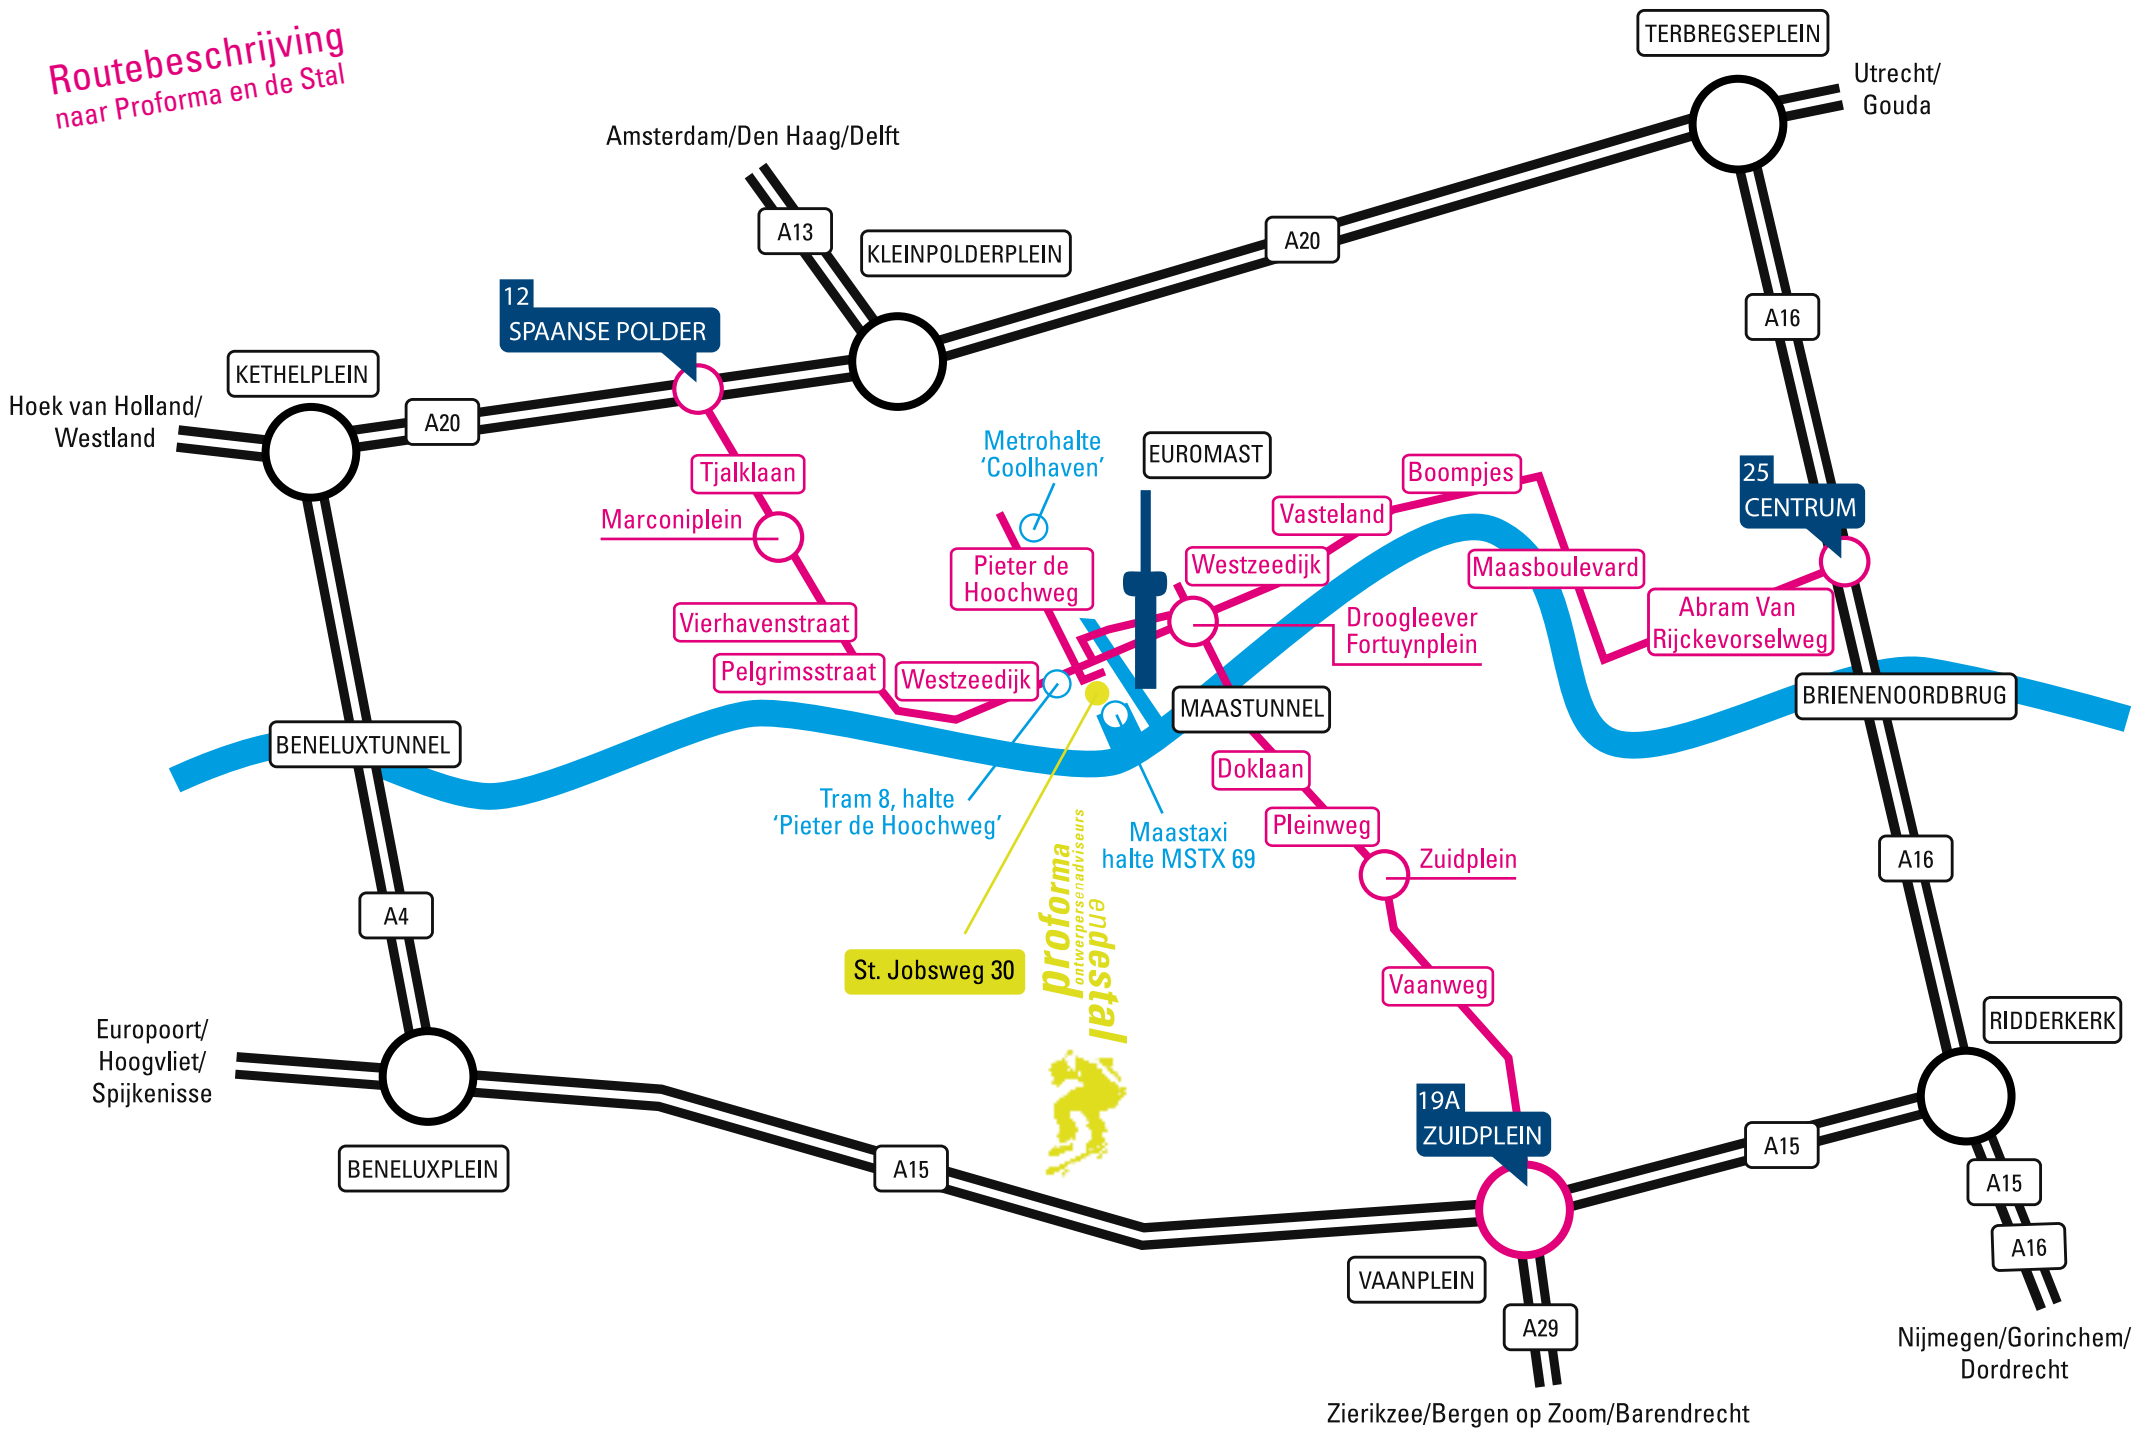 Routebeschrijving
naar Proforma en de Stal
TERBREGSEPLEIN
Utrecht/
Gouda
Amsterdam/Den Haag/Delft
A13
KLEINPOLDERPLEIN
A20
A16
12
SPAANSE POLDER
KETHELPLEIN
Hoek van Holland/
Westland
A20
Metrohalte
‘Coolhaven’
EUROMAST
Boompjes
25
CENTRUM
Tjalklaan
Marconiplein
Vasteland
Westzeedijk
Maasboulevard
Pieter de
Hoochweg
Abram Van
Rijckevorselweg
Vierhavenstraat
Droogleever
Fortuynplein
Pelgrimsstraat
Westzeedijk
MAASTUNNEL
BRIENENOORDBRUG
BENELUXTUNNEL
Doklaan
Tram 8, halte
‘Pieter de Hoochweg’
Maastaxi
halte MSTX 69
Pleinweg
Zuidplein
A16
A4
St. Jobsweg 30
proforma
ontwerpersenadviseurs
endestal
Vaanweg
RIDDERKERK
Europoort/
Hoogvliet/
Spijkenisse
19A
ZUIDPLEIN
BENELUXPLEIN
A15
A15
A15
A16
VAANPLEIN
A29
Nijmegen/Gorinchem/
Dordrecht
Zierikzee/Bergen op Zoom/Barendrecht